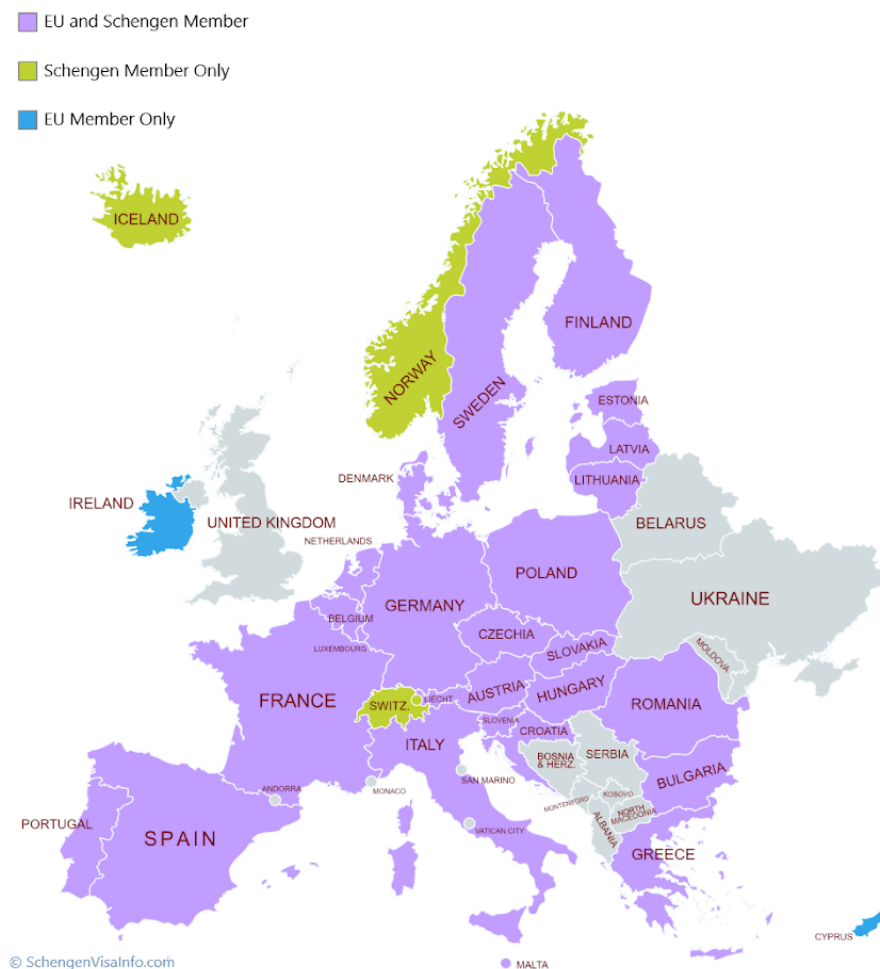 EU and Schengen Member
Schengen Member Only
EU Member Only
ICELAND
FINLAND
NORWAY
SWEDEN
ESTONIA
LATVIA
DENMARK
LITHUANIA
IRELAND
UNITED KINGDOM
BELARUS
NETHERLANDS
POLAND
UKRAINE
GERMANY
BELGIUM
CZECHIA
LUXEMBOURG
SLOVAKIA
MOLDOVA
FRANCE
SWITZ.
LIECHT
AUSTRIA
HUNGARY
ROMANIA
SLOVENIA
CROATIA
ITALY
BOSNIA
& HERZ.
SERBIA
BULGARIA
SAN MARINO
ANDORRA
MONACO
KOSOVO
MONTENEGRO
NORTH
MACEDONIA
ALBANIA
PORTUGAL
SPAIN
VATICAN CITY
GREECE
CYPRUS
MALTA
© SchengenVisaInfo.com